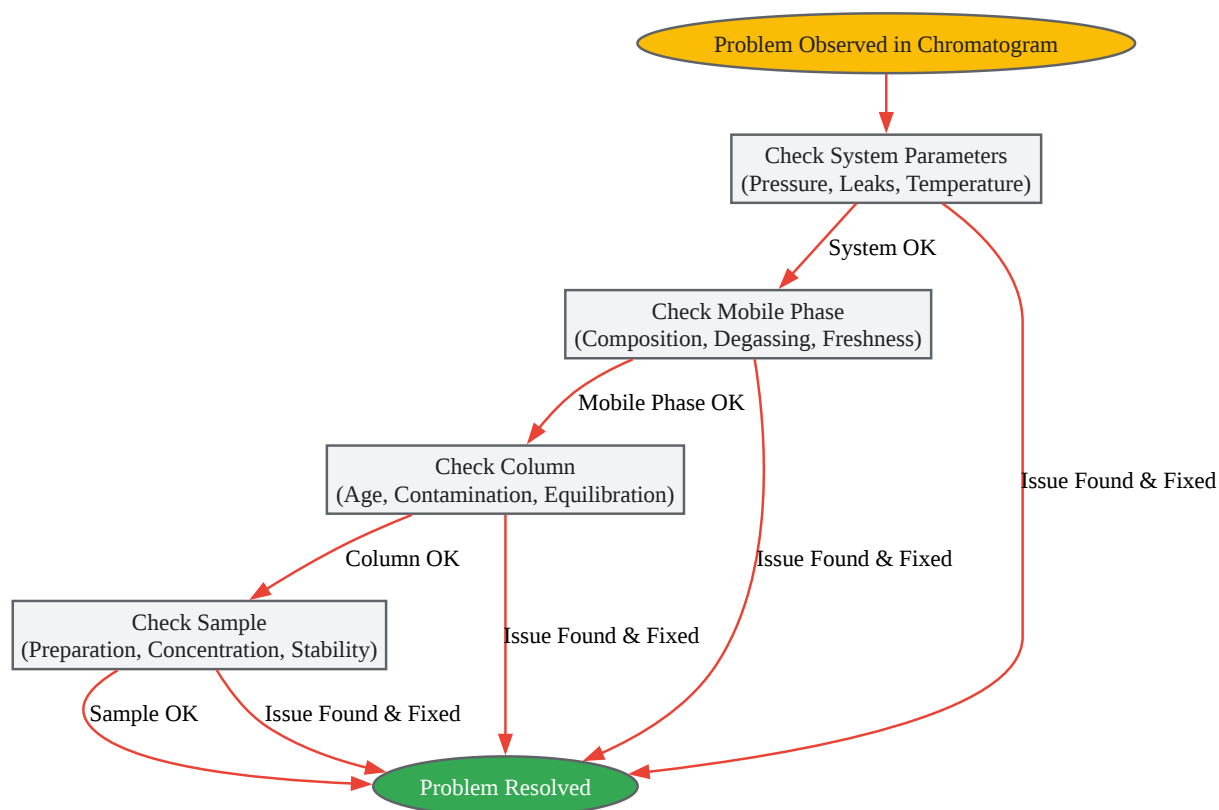 Problem Observed in Chromatogram
Check System Parameters
(Pressure, Leaks, Temperature)
System OK
Check Mobile Phase
(Composition, Degassing, Freshness)
Mobile Phase OK
Check Column
(Age, Contamination, Equilibration)
Issue Found & Fixed
Column OK
Issue Found & Fixed
Check Sample
(Preparation, Concentration, Stability)
Issue Found & Fixed
Sample OK
Issue Found & Fixed
Problem Resolved